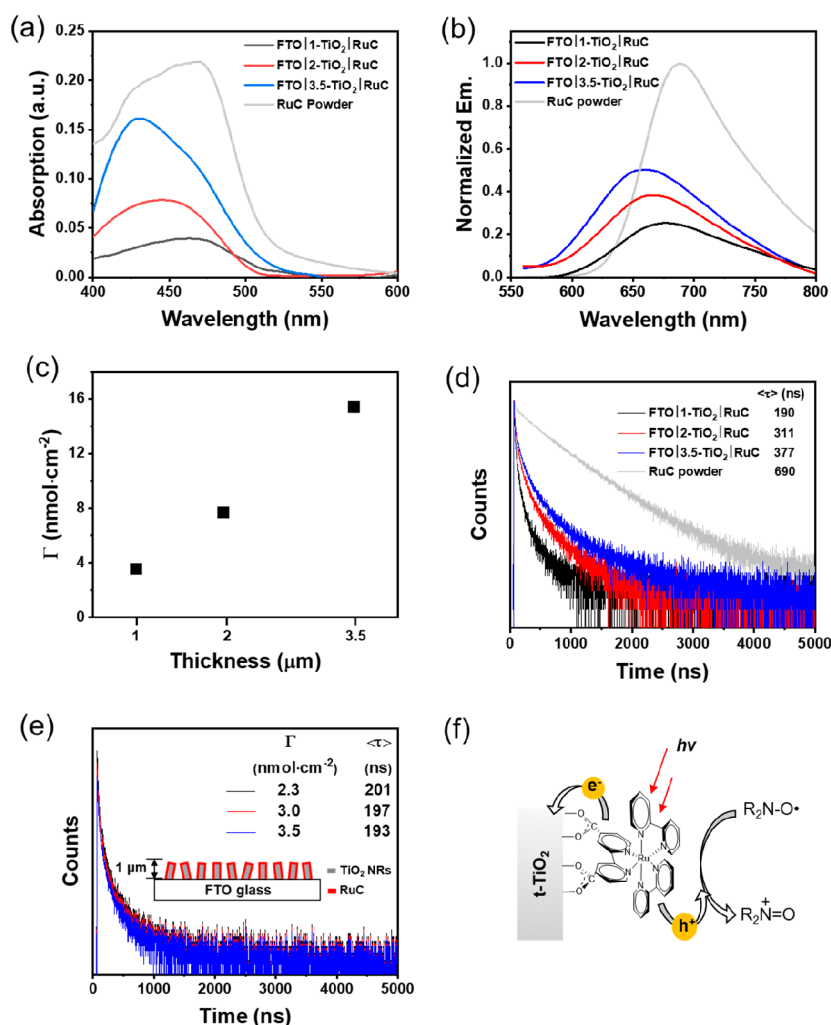 (a)
FTO|1-TiO₂|RuC
FTO|2-TiO₂|RuC
FTO|3.5-TiO₂|RuC
RuC Powder
Absorption (a.u.)
0.25
0.20
0.15
0.10
0.05
0.00
400 450 500 550 600
Wavelength (nm)
(b)
FTO|1-TiO₂|RuC
FTO|2-TiO₂|RuC
FTO|3.5-TiO₂|RuC
RuC powder
Normalized Em.
1.0
0.8
0.6
0.4
0.2
0.0
550 600 650 700 750 800
Wavelength (nm)
(c)
Γ (nmol·cm⁻²)
16
12
8
4
0
1 2 3.5
Thickness (μm)
(d)
<τ> (ns)
FTO|1-TiO₂|RuC 190
FTO|2-TiO₂|RuC 311
FTO|3.5-TiO₂|RuC 377
RuC powder 690
Counts
0 1000 2000 3000 4000 5000
Time (ns)
(e)
Γ <τ>
(nmol·cm⁻²) (ns)
2.3 201
3.0 197
3.5 193
Counts
1 μm
FTO glass
TiO₂ NRs
RuC
0 1000 2000 3000 4000 5000
Time (ns)
(f)
hν
e⁻
t-TiO₂
O
O
C
O
O
C
N
N
N
N
N
N
Ru
h⁺
R₂N-O•
R₂N⁺=O